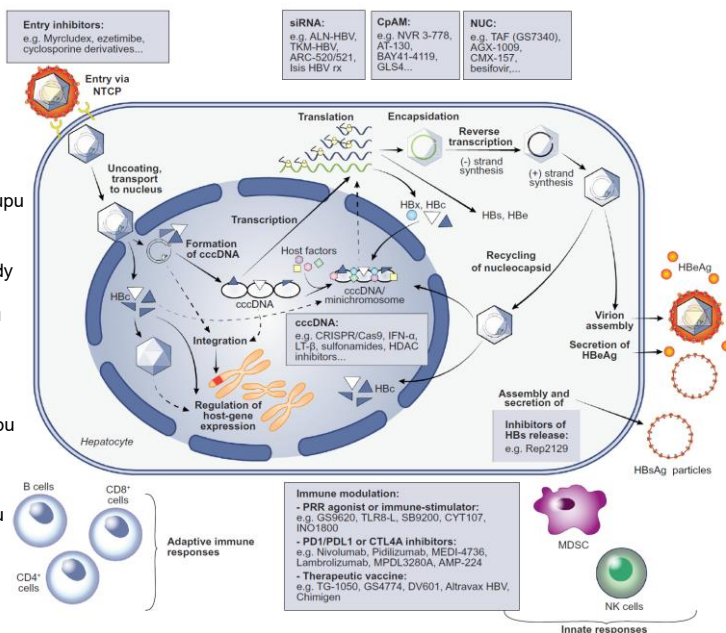 Entry inhibitors:
e.g. Myrcludex, ezetimibe,
cyclosporine derivatives...
siRNA:
e.g. ALN-HBV,
TKM-HBV,
ARC-520/521,
Isis HBV rx
CpAM:
e.g. NVR 3-778,
AT-130,
BAY41-4119,
GLS4...
NUC:
e.g. TAF (GS7340),
AGX-1009,
CMX-157,
besifovir,...
Entry via
NTCP
Uncoating,
transport
to nucleus
Translation
Encapsidation
Reverse
transcription
(-) strand
synthesis
(+) strand
synthesis
HBx, HBc
HBs, HBe
Transcription
Formation
of cccDNA
Host factors
cccDNA
cccDNA/
minichromosome
HBc
Recycling
of nucleocapsid
HBeAg
Virion
assembly
Secretion of
HBeAg
cccDNA:
e.g. CRISPR/Cas9, IFN-α,
LT-β, sulfonamides, HDAC
inhibitors...
Integration
HBc
Regulation of
host-gene
expression
Assembly and
secretion of
Inhibitors of
HBs release:
e.g. Rep2129
HBsAg particles
Hepatocyte
B cells
CD8+
cells
CD4+
cells
Adaptive immune
responses
Immune modulation:
- PRR agonist or immune-stimulator:
e.g. GS9620, TLR8-L, SB9200, CYT107,
INO1800
- PD1/PDL1 or CTL4A inhibitors:
e.g. Nivolumab, Pidilizumab, MEDI-4736,
Lambrolizumab, MPDL3280A, AMP-224
- Therapeutic vaccine:
e.g. TG-1050, GS4774, DV601, Altravax HBV,
Chimigen
MDSC
NK cells
Innate responses